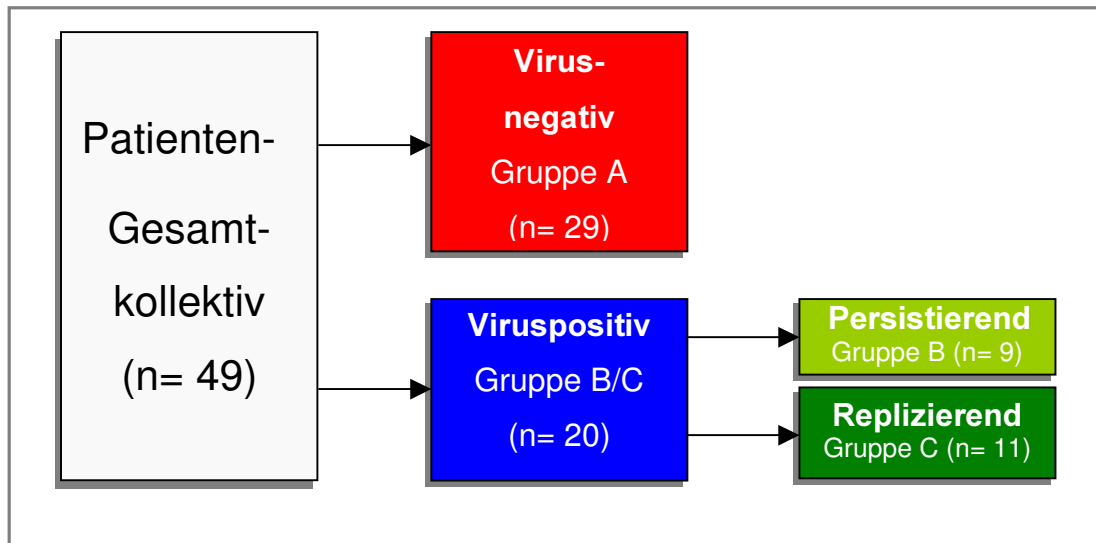 Patienten-
Gesamt-
kollektiv
(n= 49)
Virus-
negativ
Gruppe A
(n= 29)
Viruspositiv
Gruppe B/C
(n= 20)
Persistierend
Gruppe B (n= 9)
Replizierend
Gruppe C (n= 11)